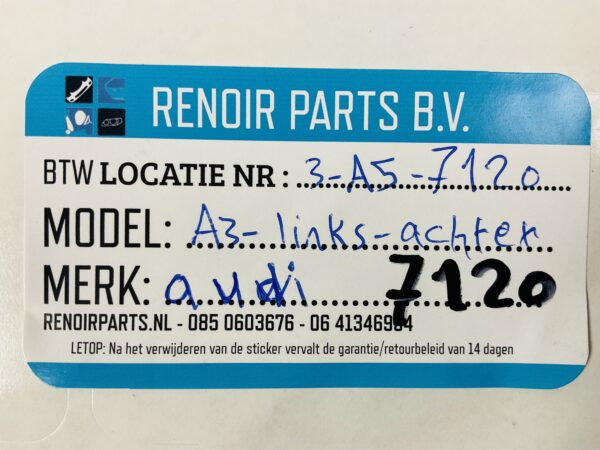 RENOIR PARTS B.V.
BTW LOCATIE NR : 3-A5-7120
MODEL: A3-links-achter
MERK: audi 7120
RENOIRPARTS.NL - 085 0603676 - 06 41346904
LETOP: Na het verwijderen van de sticker vervalt de garantie/retourbeleid van 14 dagen